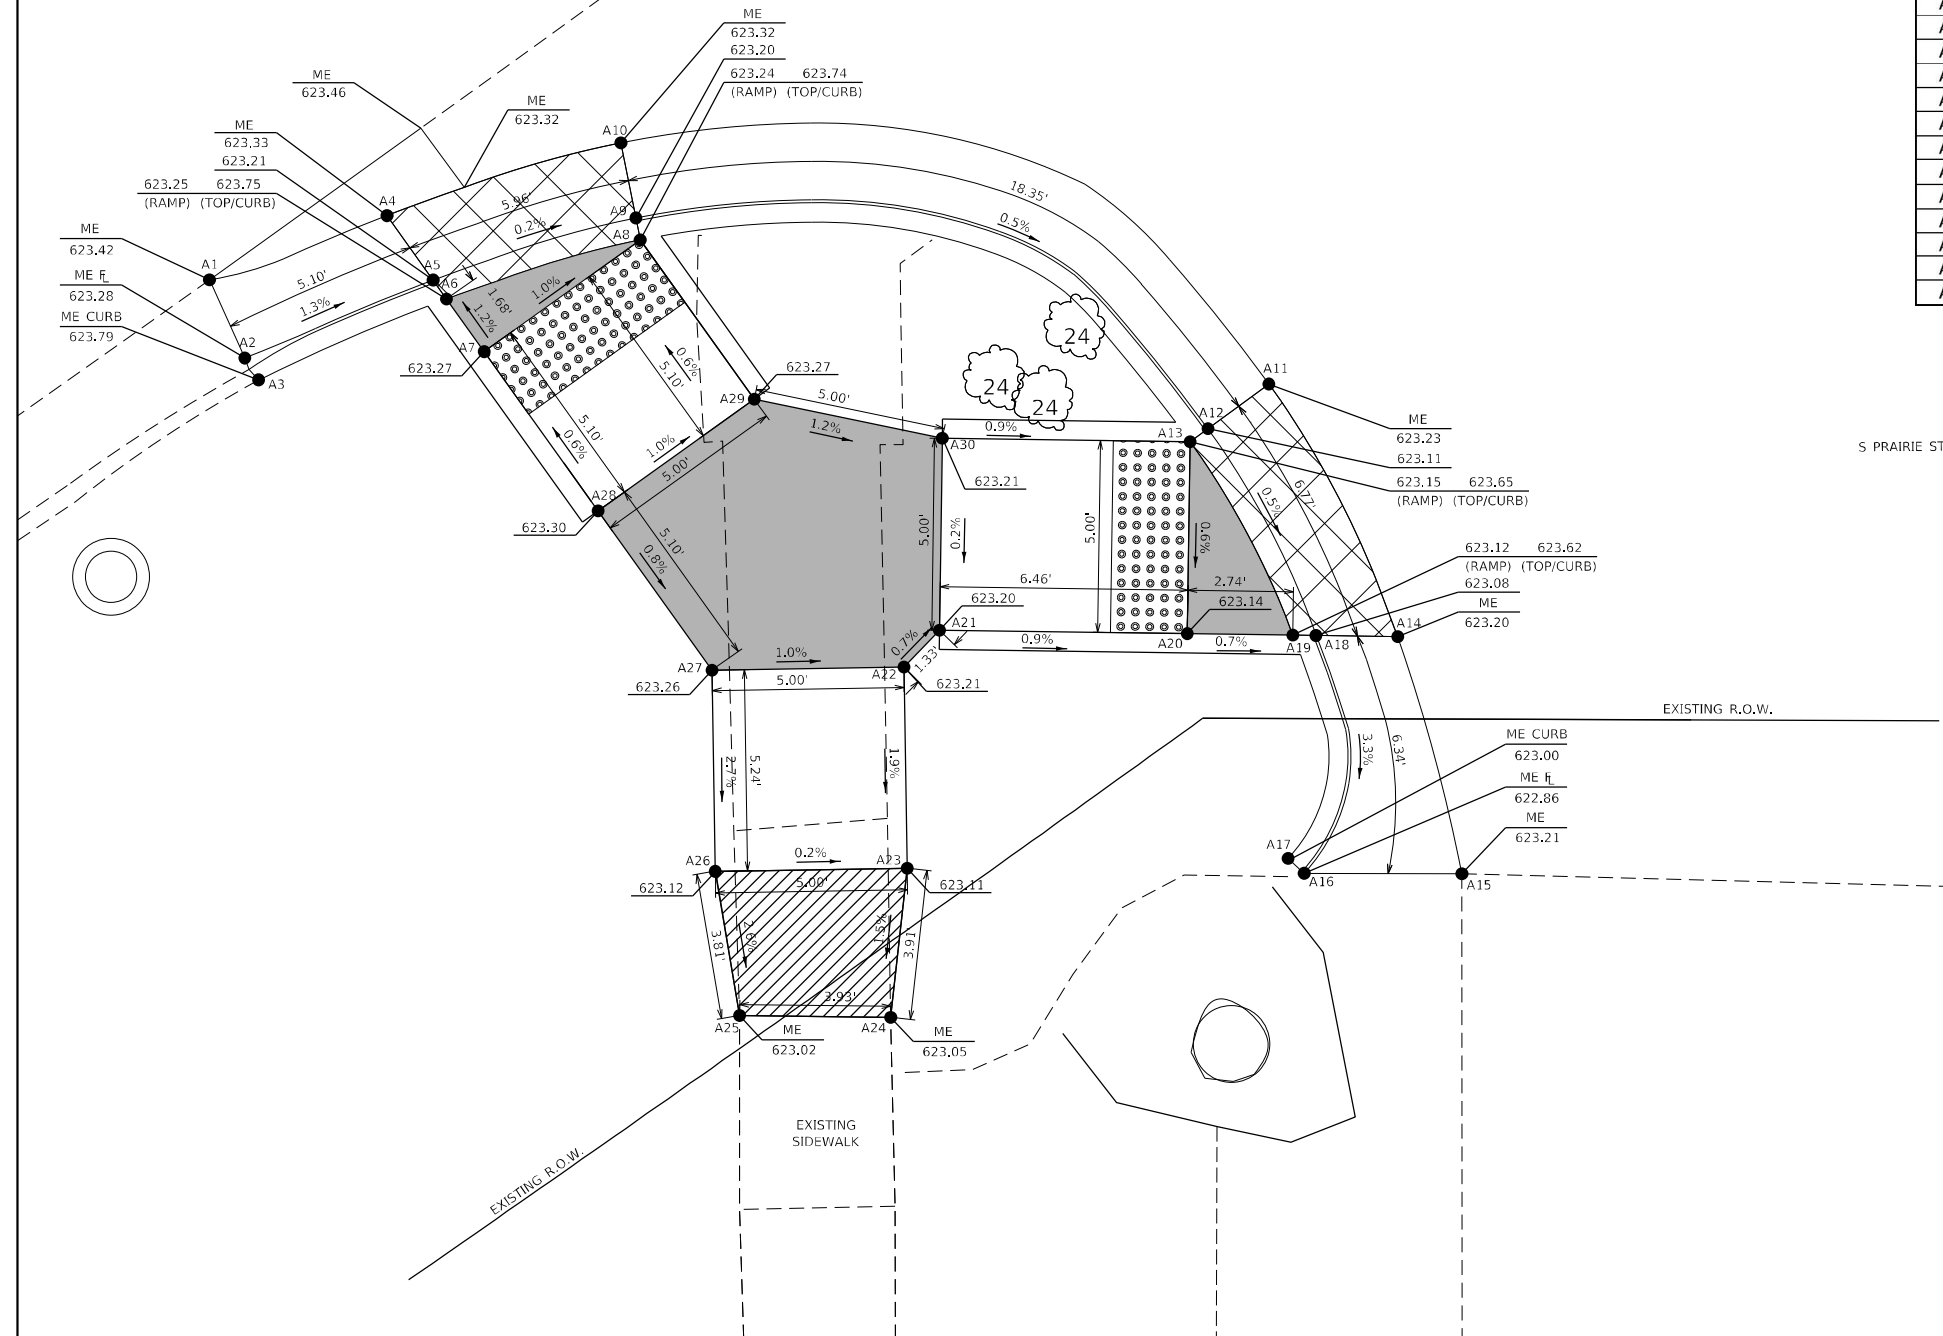 ME
623.32
623.20
623.24 623.74
(RAMP) (TOP/CURB)
ME
623.46
ME
623.32
ME
623.33
623.21
623.25 623.75
(RAMP) (TOP/CURB)
ME
623.42
ME FL
623.28
ME CURB
623.79
A10
A4
A9
A8
A1
A5
A6
A2
A3
A7
5.96'
0.2%
5.10'
1.3%
1.68'
1.2%
1.0%
18.35'
0.5%
24
24
24
623.27
0.6%
5.10'
5.10'
0.6%
1.0%
5.00'
A29
623.27
5.00'
1.2%
0.9%
A30
623.21
A11
A12
A13
ME
623.23
623.11
623.15 623.65
(RAMP) (TOP/CURB)
S PRAIRIE ST
A28
623.30
5.10'
0.8%
5.00'
0.2%
5.00'
0.6%
0.5%
6.77'
623.12 623.62
(RAMP) (TOP/CURB)
623.08
ME
623.20
6.46'
2.74'
623.20
623.14
A21
A20
A19
A18
A14
0.9%
0.7%
0.7%
1.33'
A27
1.0%
A22
623.26
5.00'
623.21
EXISTING R.O.W.
2.7%
5.24'
1.9%
3.3%
6.34'
ME CURB
623.00
ME FL
622.86
ME
623.21
A17
A16
A15
A26
0.2%
A23
623.12
5.00'
623.11
3.81'
2.6%
1.5%
3.91'
3.93'
A25
A24
ME
623.02
ME
623.05
EXISTING
SIDEWALK
EXISTING R.O.W.